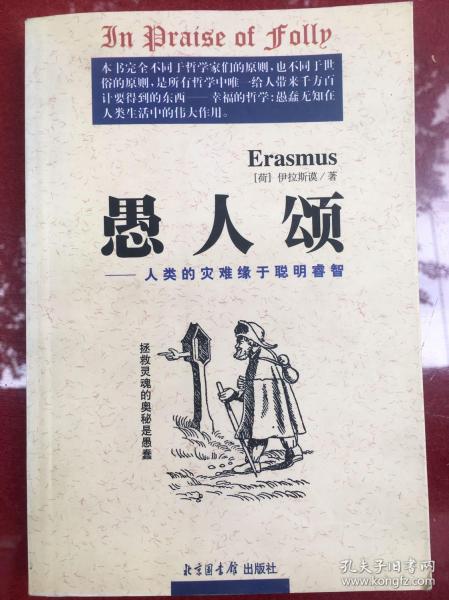 In Praise of Folly
本书完全不同于哲学家们的原则,也不同于世
俗的原则,是所有哲学中唯一给人带来千方百
计要得到的东西——幸福的哲学:愚蠢无知在
人类生活中的伟大作用。
Erasmus
[荷]伊拉斯谟/著
愚人颂
——人类的灾难缘于聪明睿智
拯救灵魂的奥秘是愚蠢
北京图书馆出版社
孔夫子旧书网
www.kongfz.com